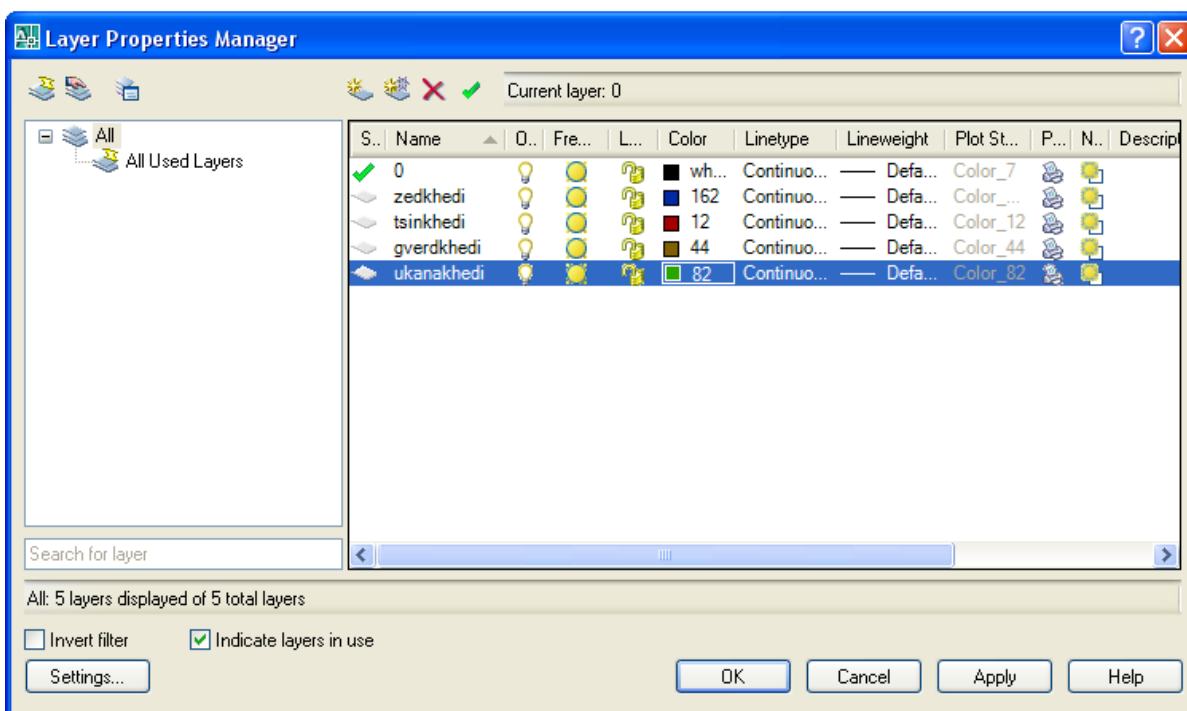 Layer Properties Manager
Current layer: 0
All
All Used Layers
S.. Name O.. Fre... L... Color Linetype Lineweight Plot St... P... N.. Descrip
0 wh... Continuo... Defa... Color_7
zedkhedi 162 Continuo... Defa... Color_...
tsinkhedi 12 Continuo... Defa... Color_12
gverdkhedi 44 Continuo... Defa... Color_44
ukanakhedi 82 Continuo... Defa... Color_82
Search for layer
All: 5 layers displayed of 5 total layers
Invert filter Indicate layers in use
Settings... OK Cancel Apply Help